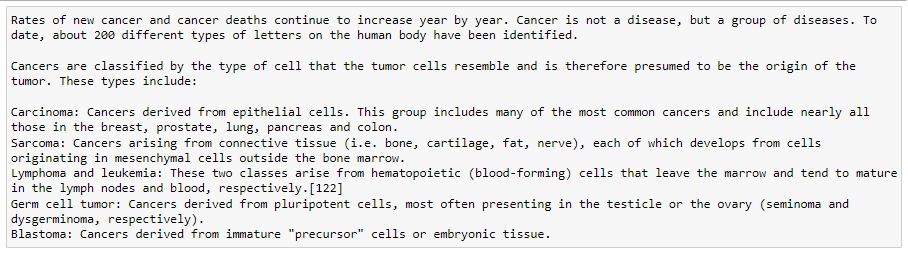 Rates of new cancer and cancer deaths continue to increase year by year. Cancer is not a disease, but a group of diseases. To
date, about 200 different types of letters on the human body have been identified.
Cancers are classified by the type of cell that the tumor cells resemble and is therefore presumed to be the origin of the
tumor. These types include:
Carcinoma: Cancers derived from epithelial cells. This group includes many of the most common cancers and include nearly all
those in the breast, prostate, lung, pancreas and colon.
Sarcoma: Cancers arising from connective tissue (i.e. bone, cartilage, fat, nerve), each of which develops from cells
originating in mesenchymal cells outside the bone marrow.
Lymphoma and leukemia: These two classes arise from hematopoietic (blood-forming) cells that leave the marrow and tend to mature
in the lymph nodes and blood, respectively.[122]
Germ cell tumor: Cancers derived from pluripotent cells, most often presenting in the testicle or the ovary (seminoma and
dysgerminoma, respectively).
Blastoma: Cancers derived from immature "precursor" cells or embryonic tissue.